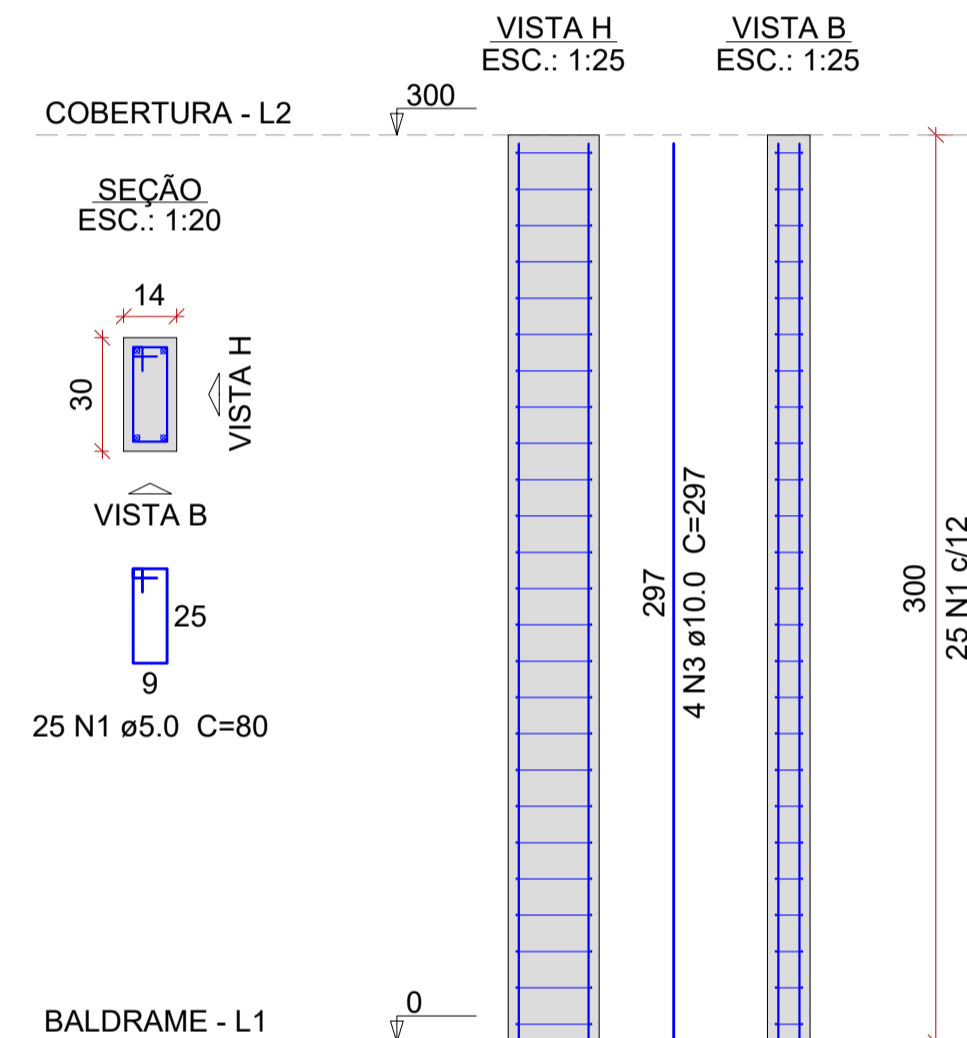 VISTA H
ESC.: 1:25
VISTA B
ESC.: 1:25
COBERTURA - L2
300
SEÇÃO
ESC.: 1:20
14
30
VISTA H
VISTA B
25
9
25 N1 ø5.0 C=80
297
4 N3 ø10.0 C=297
300
25 N1 c/12
BALDRAME - L1
0